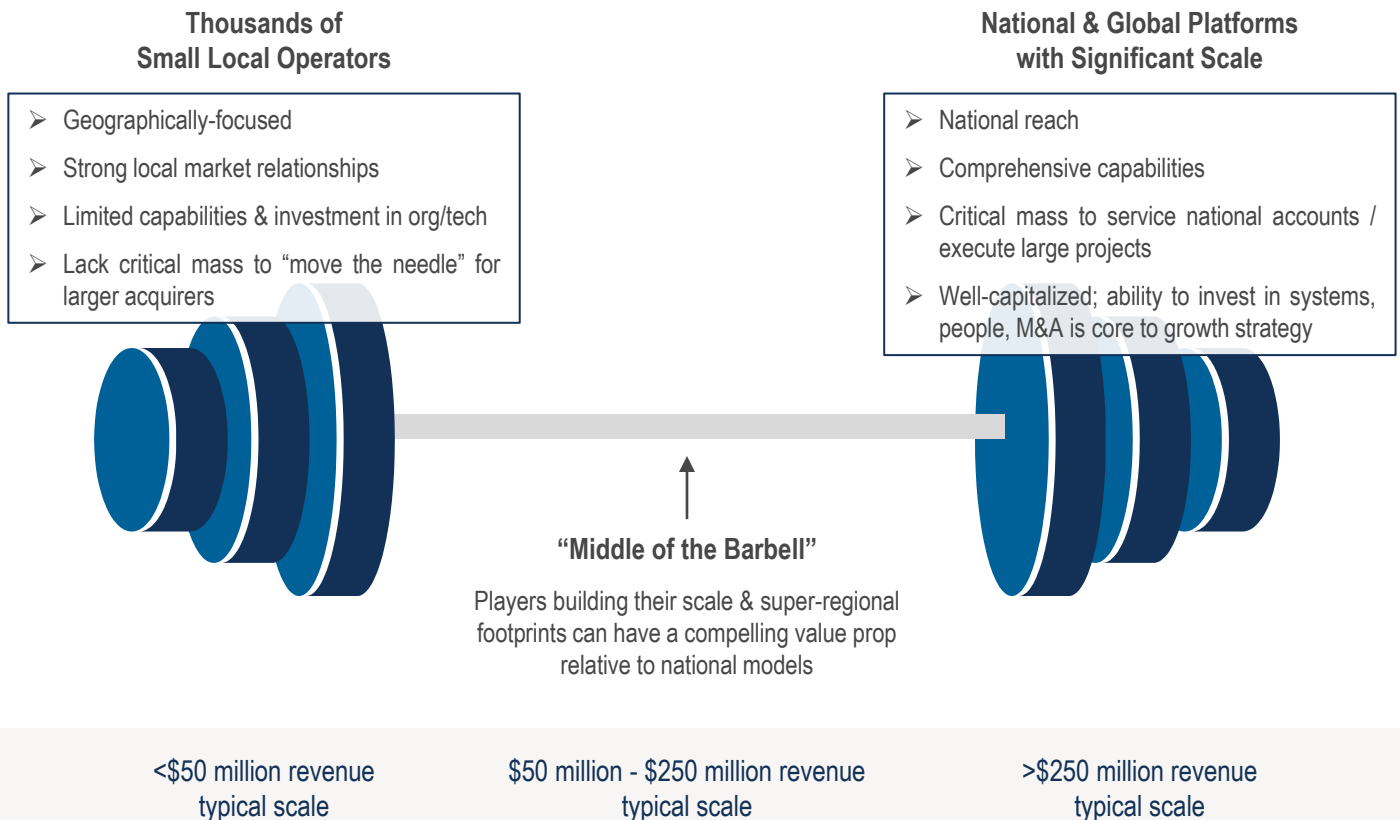 Thousands of
Small Local Operators
➢ Geographically-focused
➢ Strong local market relationships
➢ Limited capabilities & investment in org/tech
➢ Lack critical mass to “move the needle” for
larger acquirers
National & Global Platforms
with Significant Scale
➢ National reach
➢ Comprehensive capabilities
➢ Critical mass to service national accounts /
execute large projects
➢ Well-capitalized; ability to invest in systems,
people, M&A is core to growth strategy
“Middle of the Barbell”
Players building their scale & super-regional
footprints can have a compelling value prop
relative to national models
<$50 million revenue
typical scale
$50 million - $250 million revenue
typical scale
>$250 million revenue
typical scale